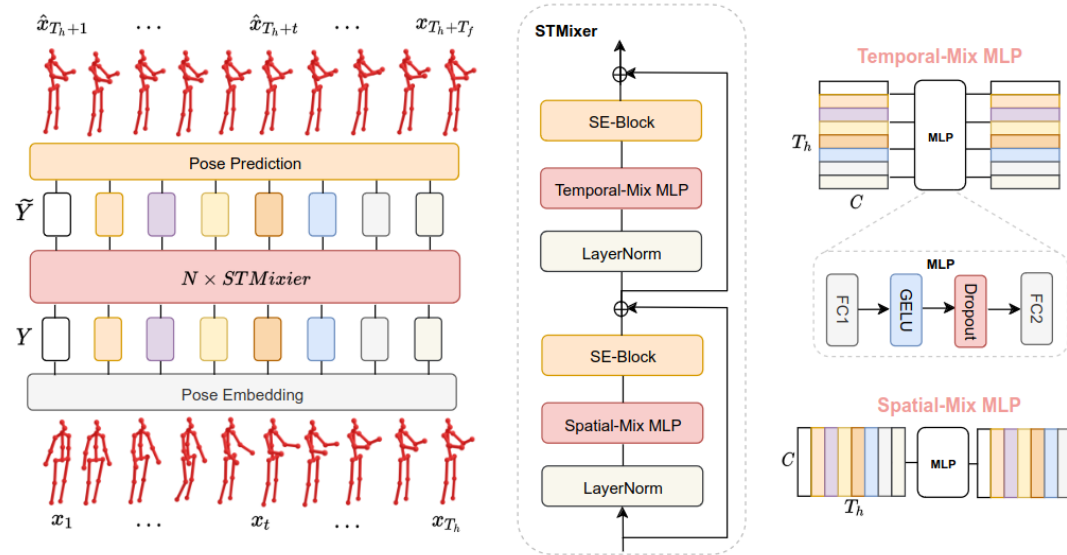 x̂_{T_h+1} ... x̂_{T_h+t} ... x_{T_h+T_f}
Pose Prediction
Ỹ
N × STMixier
Y
Pose Embedding
x_1 ... x_t ... x_{T_h}
STMixer
SE-Block
Temporal-Mix MLP
LayerNorm
SE-Block
Spatial-Mix MLP
LayerNorm
Temporal-Mix MLP
T_h
MLP
C
MLP
FC1
GELU
Dropout
FC2
Spatial-Mix MLP
C
MLP
T_h